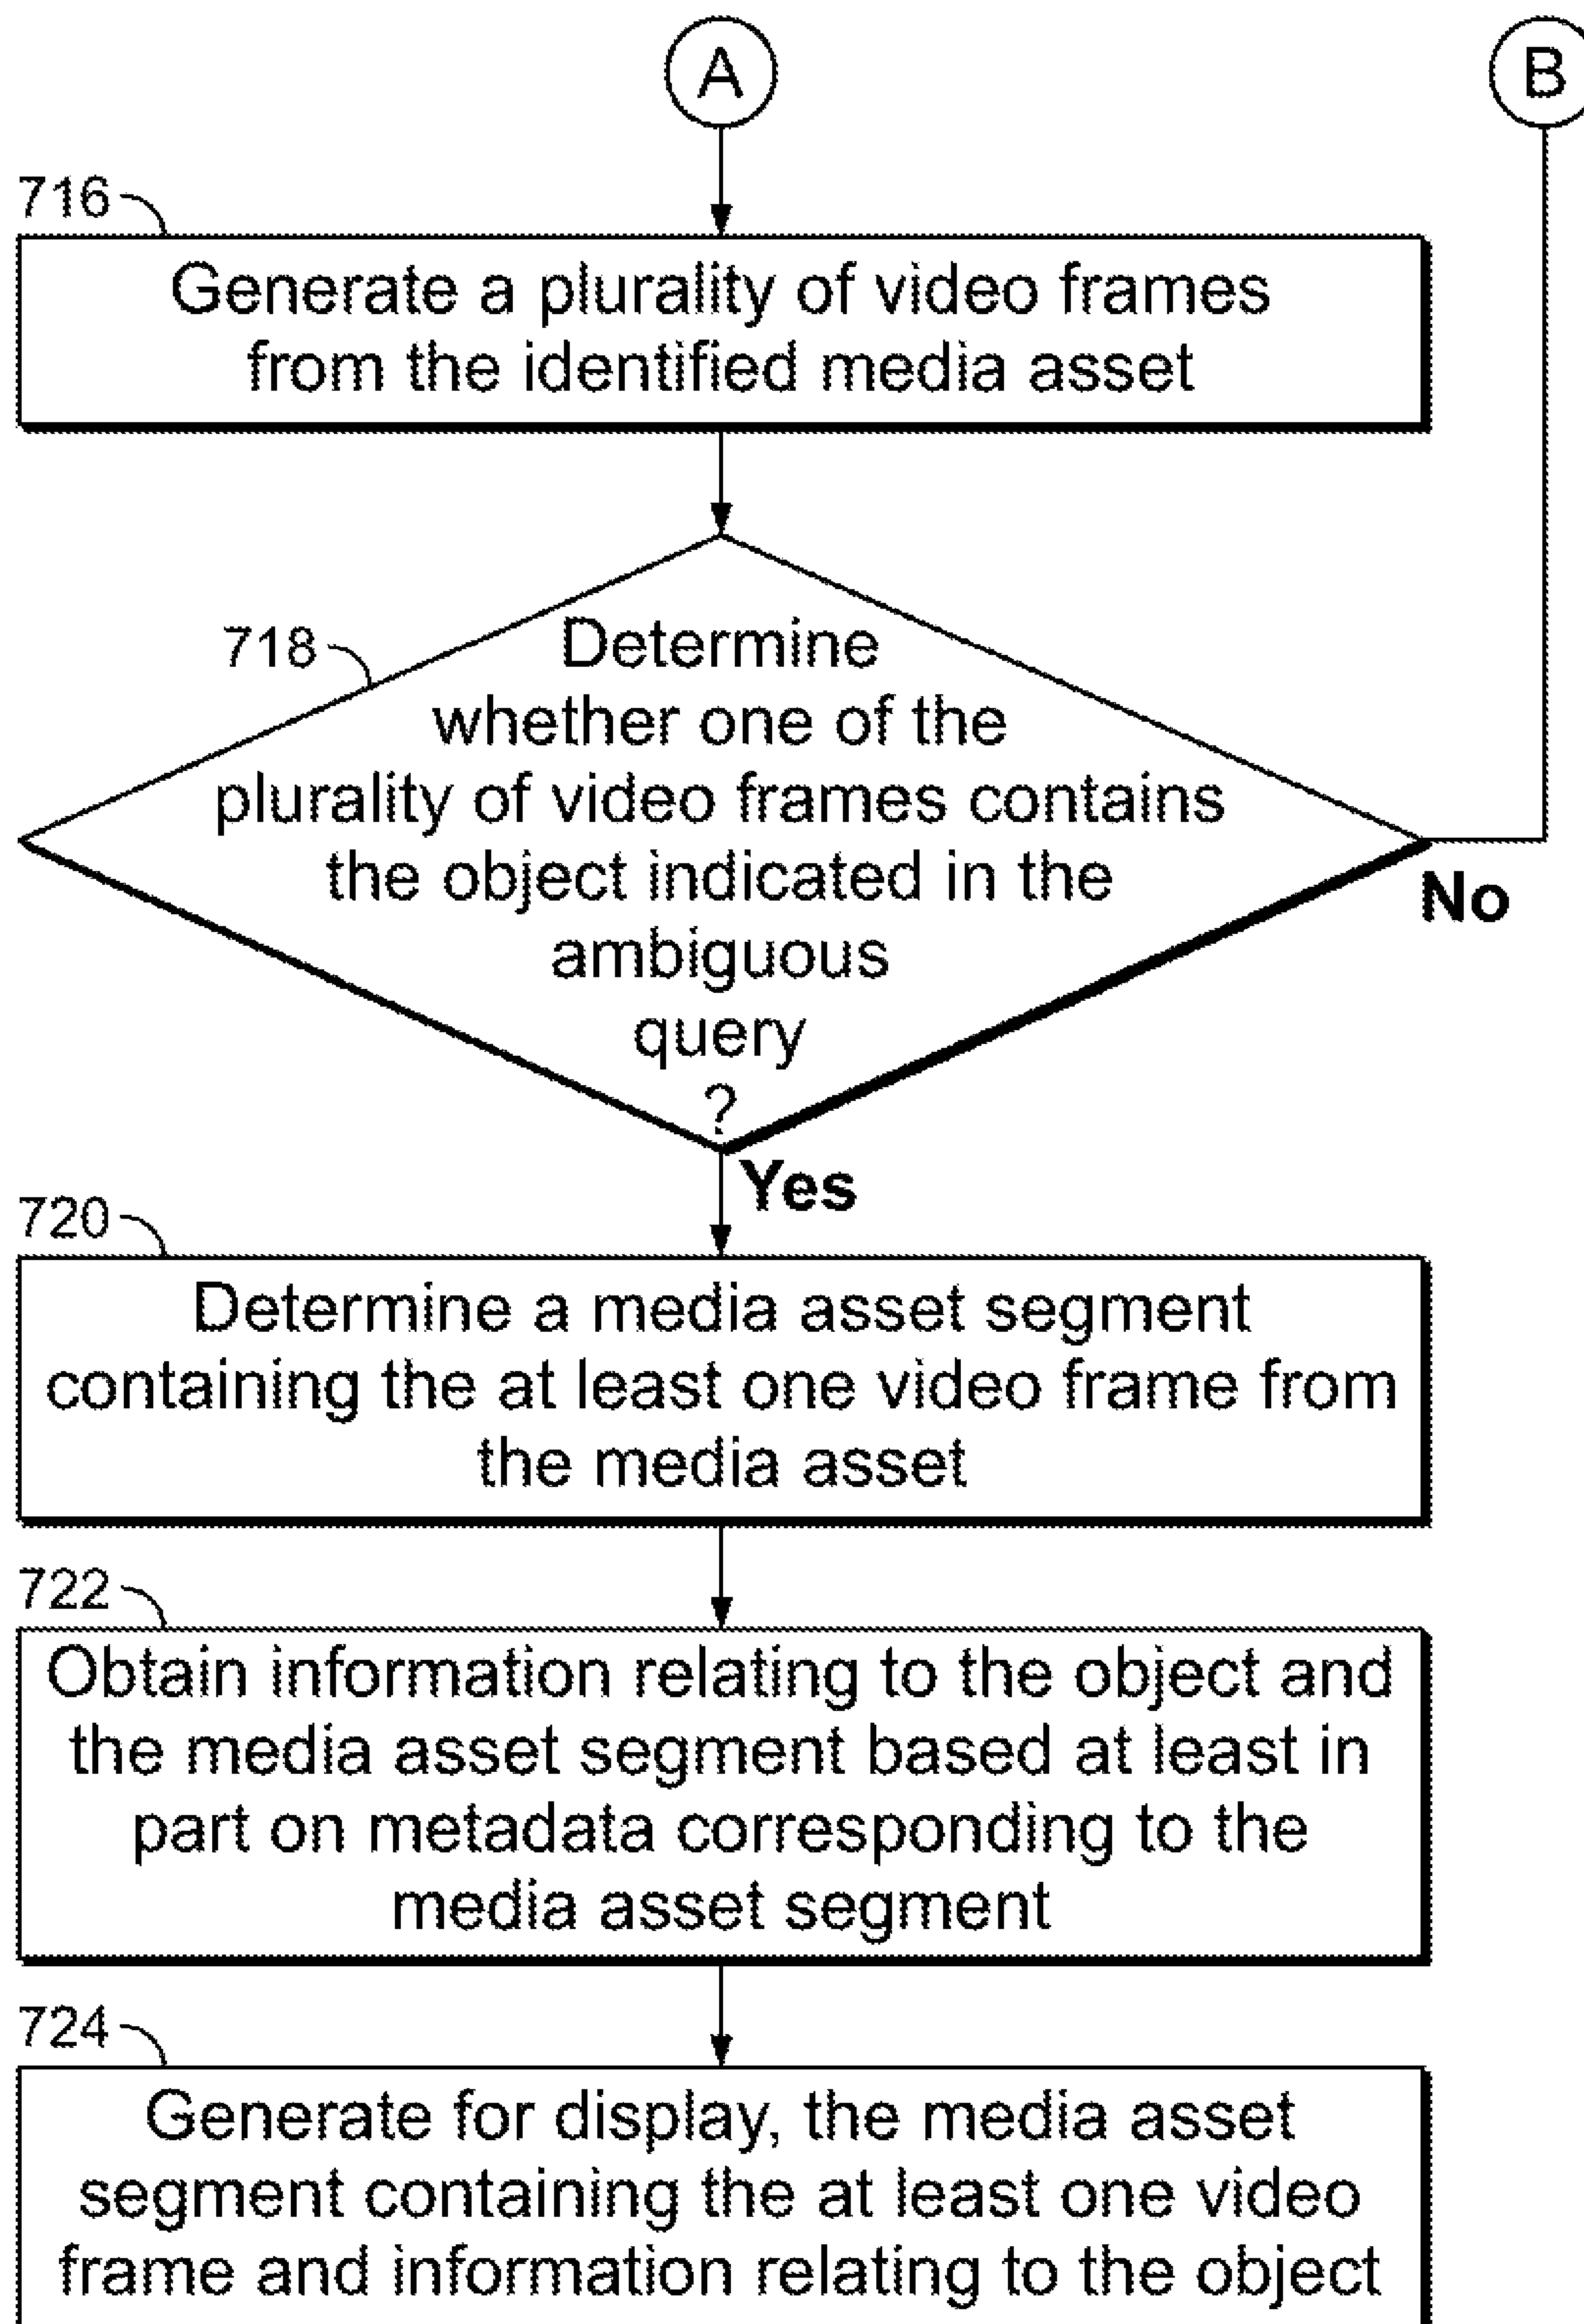 A
B
716
Generate a plurality of video frames
from the identified media asset
718
Determine
whether one of the
plurality of video frames contains
the object indicated in the
ambiguous
query
?
No
Yes
720
Determine a media asset segment
containing the at least one video frame from
the media asset
722
Obtain information relating to the object and
the media asset segment based at least in
part on metadata corresponding to the
media asset segment
724
Generate for display, the media asset
segment containing the at least one video
frame and information relating to the object